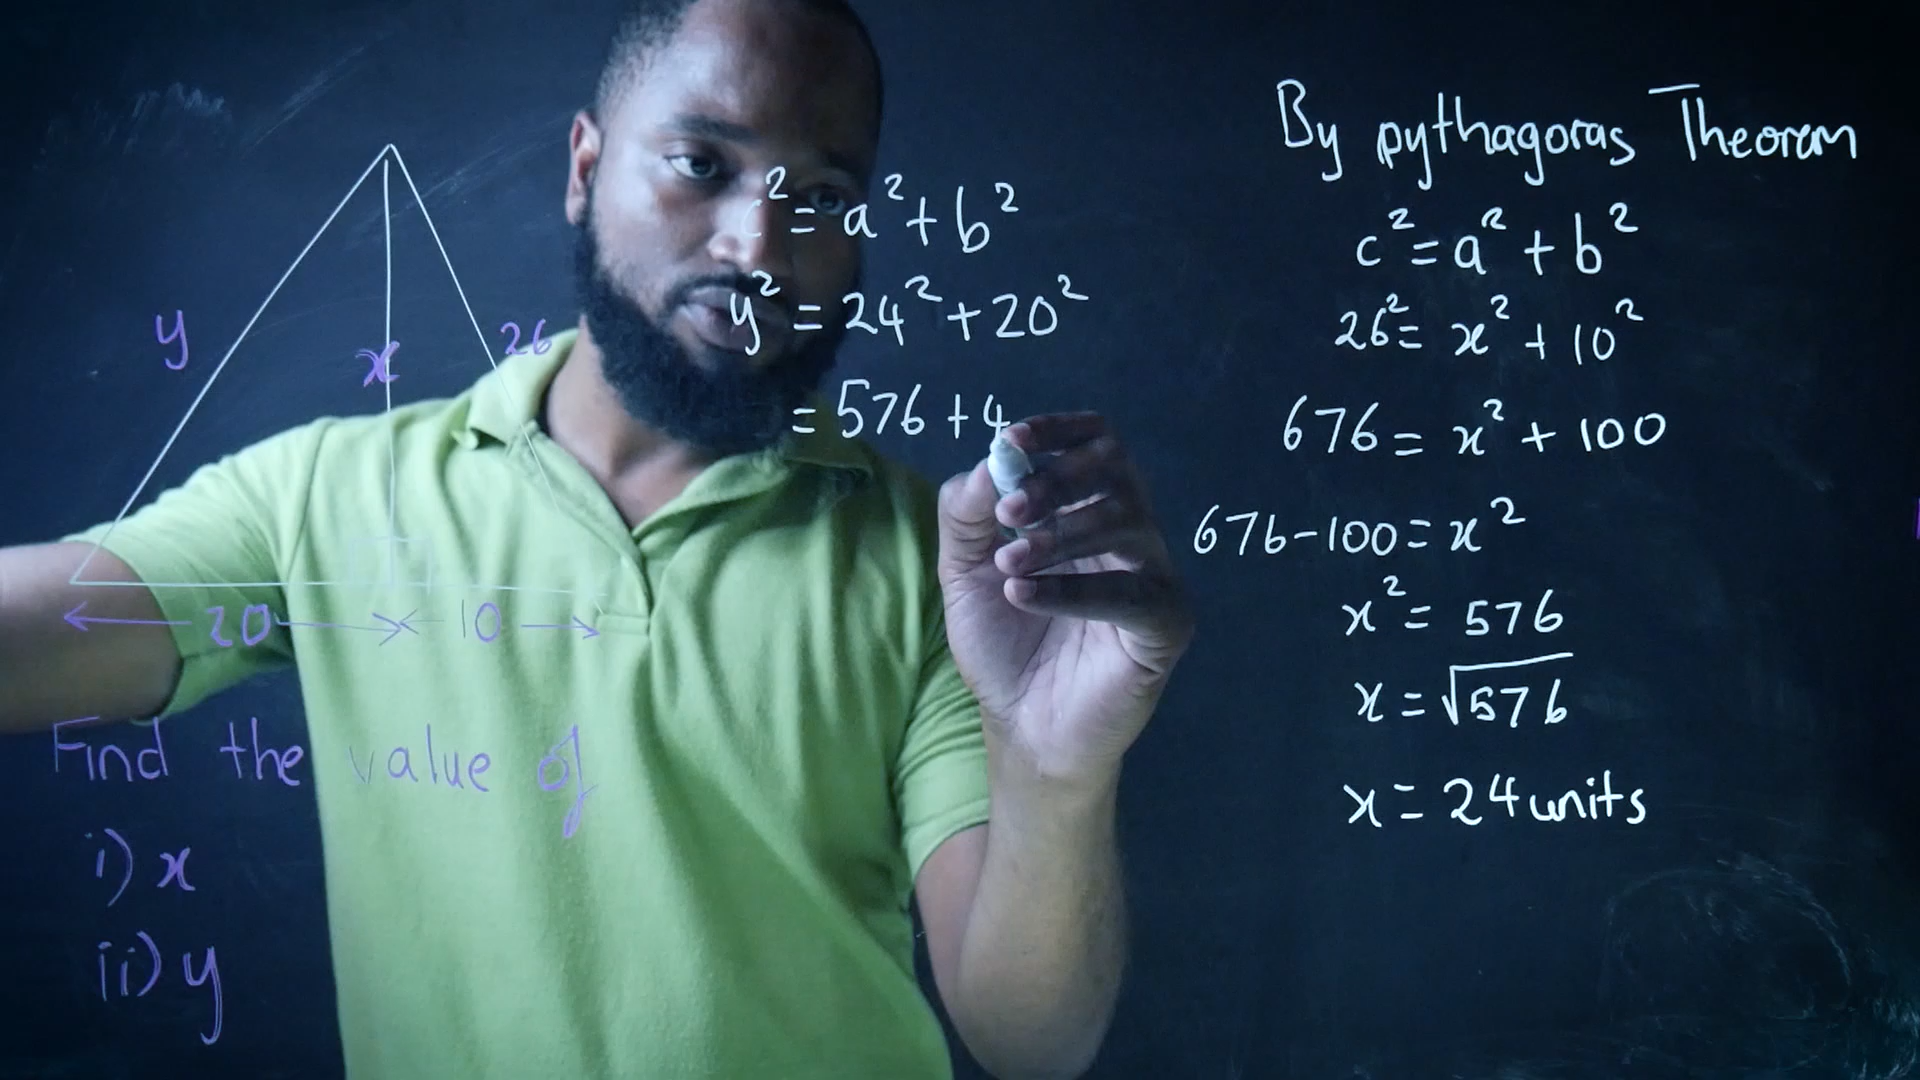 y
x
26
20
10
Find the value of
i) x
ii) y
c² = a² + b²
y² = 24² + 20²
= 576 + 4
By pythagoras Theorem
c² = a² + b²
26² = x² + 10²
676 = x² + 100
676-100 = x²
x² = 576
x = √576
x = 24 units